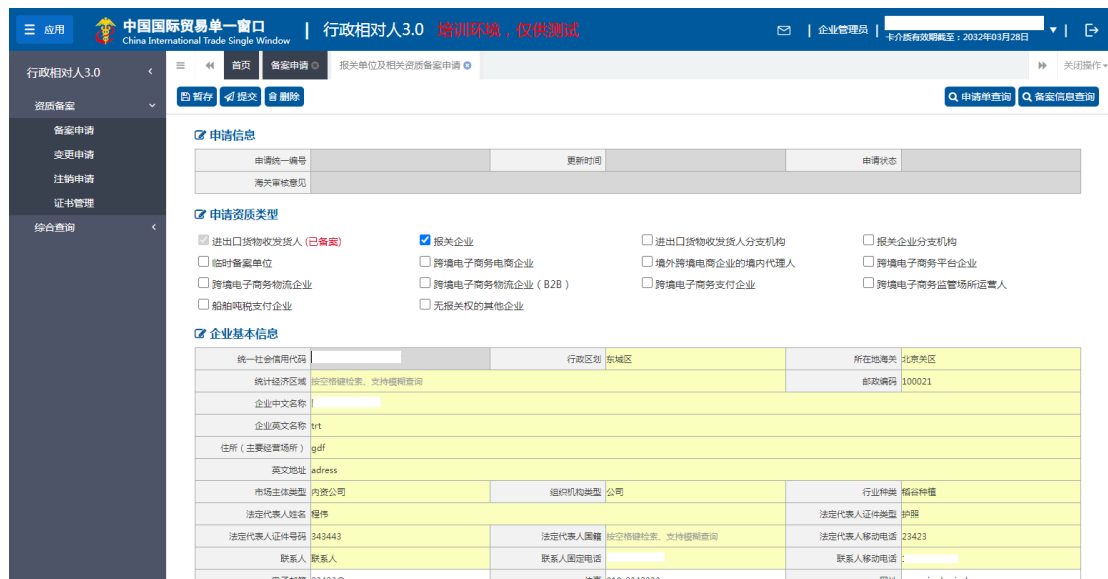 应用 中国国际贸易单一窗口 | 行政相对人3.0 培训环境,仅供测试 | 企业管理员 |
China International Trade Single Window 卡介质有效期截至:2032年03月28日
行政相对人3.0 首页 备案申请 报关单位及相关资质备案申请 关闭操作
资质备案
备案申请
变更申请
注销申请
证书管理
综合查询
暂存 提交 删除 申请单查询 备案信息查询
申请信息
申请统一编号 更新时间 申请状态
海关审核意见
申请资质类型
进出口货物收发货人(已备案) 报关企业 进出口货物收发货人分支机构 报关企业分支机构
临时备案单位 跨境电子商务电商企业 境外跨境电商企业的境内代理人 跨境电子商务平台企业
跨境电子商务物流企业 跨境电子商务物流企业(B2B) 跨境电子商务支付企业 跨境电子商务监管场所运营人
船舶吨税支付企业 无报关权的其他企业
企业基本信息
统一社会信用代码 行政区划 东城区 所在地海关 北京关区
统计经济区域 按空格键检索、支持模糊查询 邮政编码 100021
企业中文名称
企业英文名称 trt
住所(主要经营场所) gdf
英文地址 adress
市场主体类型 内资公司 组织机构类型 公司 行业种类 稻谷种植
法定代表人姓名 程伟 法定代表人证件类型 护照
法定代表人证件号码 343443 法定代表人国籍 按空格键检索、支持模糊查询 法定代表人移动电话 23423
联系人 联系人 联系人固定电话 联系人移动电话